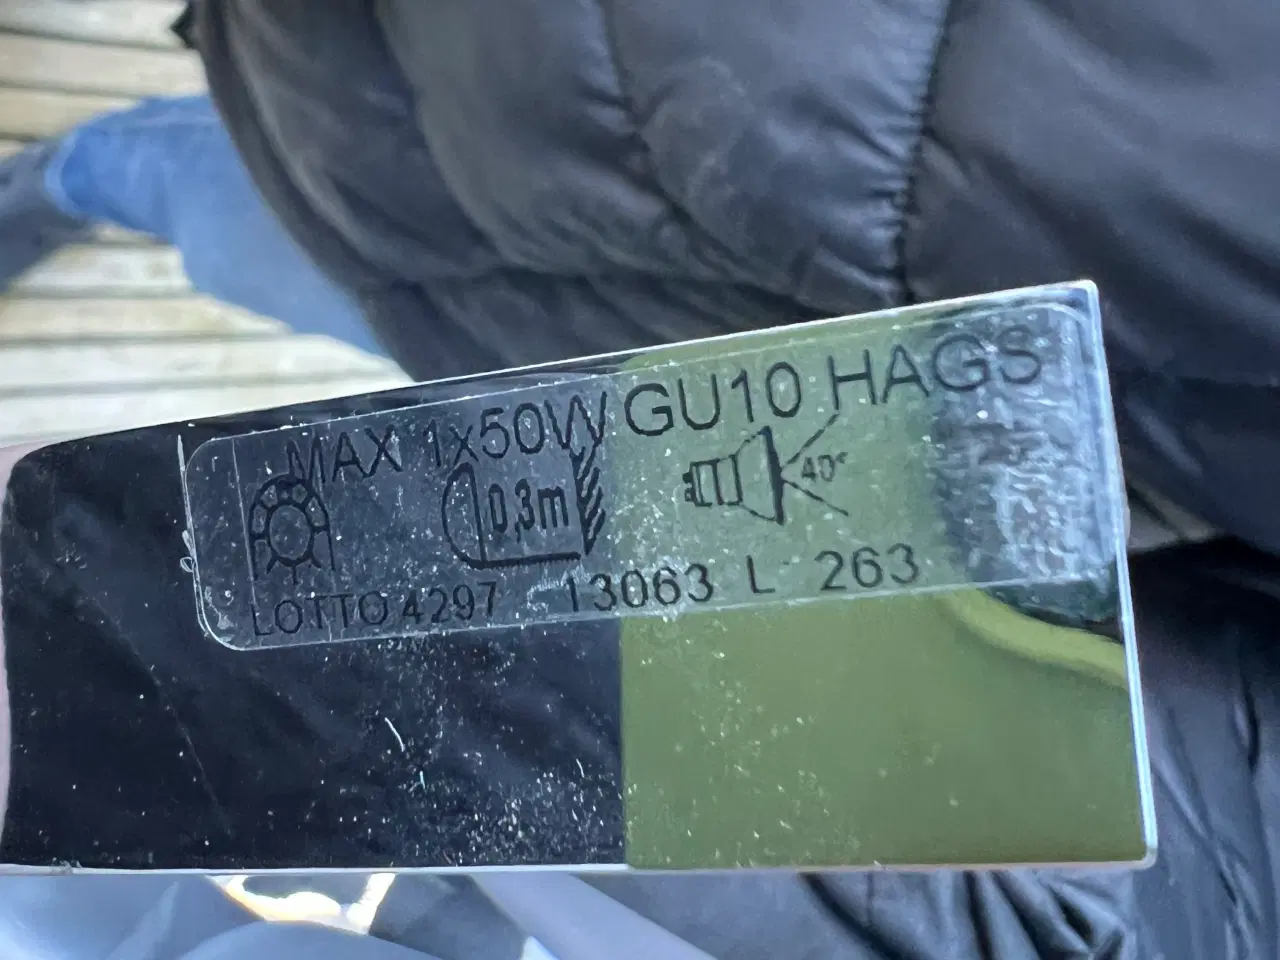 MAX 1x50W GU10 HAGS
0,3m 40°
LOTTO 4297 13063 L 263